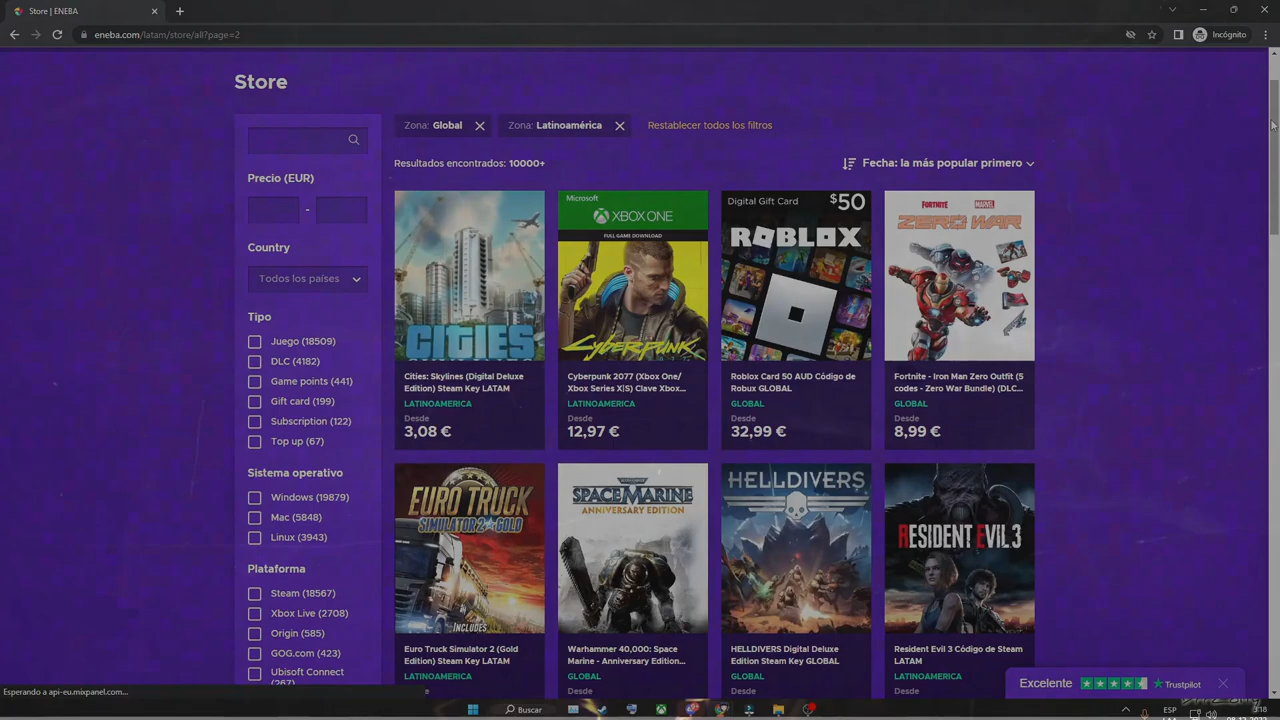 Store | ENEBA
eneba.com/latam/store/all?page=2
Incógnito
Store
Zona: Global
Zona: Latinoamérica
Restablecer todos los filtros
Resultados encontrados: 10000+
Fecha: la más popular primero
Precio (EUR)
-
Country
Todos los países
Tipo
Juego (18509)
DLC (4182)
Game points (441)
Gift card (199)
Subscription (122)
Top up (67)
Sistema operativo
Windows (19879)
Mac (5848)
Linux (3943)
Plataforma
Steam (18567)
Xbox Live (2708)
Origin (585)
GOG.com (423)
Ubisoft Connect
(267)
CITIES
SKYLINES
Cities: Skylines (Digital Deluxe
Edition) Steam Key LATAM
LATINOAMERICA
Desde
3,08 €
Microsoft
XBOX ONE
FULL GAME DOWNLOAD
CYBERPUNK
Cyberpunk 2077 (Xbox One/
Xbox Series X|S) Clave Xbox...
LATINOAMERICA
Desde
12,97 €
Digital Gift Card $50
ROBLOX
Roblox Card 50 AUD Código de
Robux GLOBAL
GLOBAL
Desde
32,99 €
FORTNITE MARVEL
ZERO WAR
Fortnite - Iron Man Zero Outfit (5
codes - Zero War Bundle) (DLC...
GLOBAL
Desde
8,99 €
EURO TRUCK
SIMULATOR 2 GOLD
INCLUDES
Euro Truck Simulator 2 (Gold
Edition) Steam Key LATAM
LATINOAMERICA
SPACE MARINE
ANNIVERSARY EDITION
Warhammer 40,000: Space
Marine - Anniversary Edition...
GLOBAL
Desde
HELLDIVERS
HELLDIVERS Digital Deluxe
Edition Steam Key GLOBAL
GLOBAL
Desde
RESIDENT EVIL 3
Resident Evil 3 Código de Steam
LATAM
LATINOAMERICA
Excelente
Trustpilot
Esperando a api-eu.mixpanel.com...
Buscar
ESP